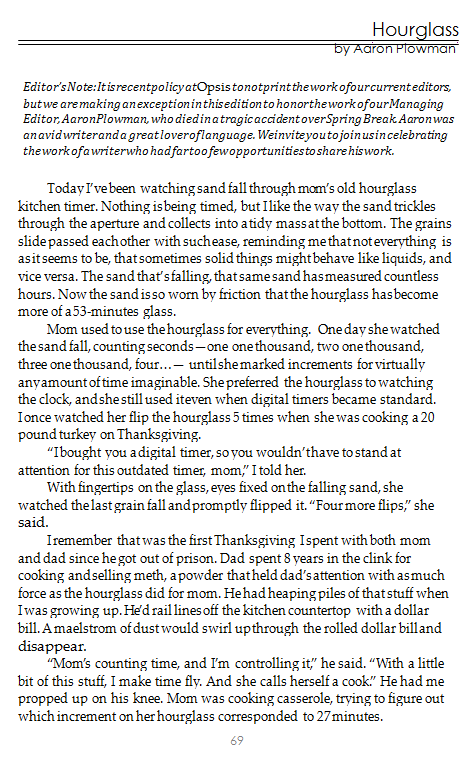 Hourglass
by Aaron Plowman
Editor's Note: It is recent policy at Opsis to not print the work of our current editors,
but we are making an exception in this edition to honor the work of our Managing
Editor, Aaron Plowman, who died in a tragic accident over Spring Break. Aaron was
an avid writer and a great lover of language. We invite you to join us in celebrating
the work of a writer who had far too few opportunities to share his work.
Today I've been watching sand fall through mom's old hourglass
kitchen timer. Nothing is being timed, but I like the way the sand trickles
through the aperture and collects into a tidy mass at the bottom. The grains
slide passed each other with such ease, reminding me that not everything is
as it seems to be, that sometimes solid things might behave like liquids, and
vice versa. The sand that's falling, that same sand has measured countless
hours. Now the sand is so worn by friction that the hourglass has become
more of a 53-minutes glass.
Mom used to use the hourglass for everything. One day she watched
the sand fall, counting seconds—one one thousand, two one thousand,
three one thousand, four…— until she marked increments for virtually
any amount of time imaginable. She preferred the hourglass to watching
the clock, and she still used it even when digital timers became standard.
I once watched her flip the hourglass 5 times when she was cooking a 20
pound turkey on Thanksgiving.
"I bought you a digital timer, so you wouldn't have to stand at
attention for this outdated timer, mom," I told her.
With fingertips on the glass, eyes fixed on the falling sand, she
watched the last grain fall and promptly flipped it. "Four more flips," she
said.
I remember that was the first Thanksgiving I spent with both mom
and dad since he got out of prison. Dad spent 8 years in the clink for
cooking and selling meth, a powder that held dad's attention with as much
force as the hourglass did for mom. He had heaping piles of that stuff when
I was growing up. He'd rail lines off the kitchen countertop with a dollar
bill. A maelstrom of dust would swirl up through the rolled dollar bill and
disappear.
"Mom's counting time, and I'm controlling it," he said. "With a little
bit of this stuff, I make time fly. And she calls herself a cook." He had me
propped up on his knee. Mom was cooking casserole, trying to figure out
which increment on her hourglass corresponded to 27 minutes.
69